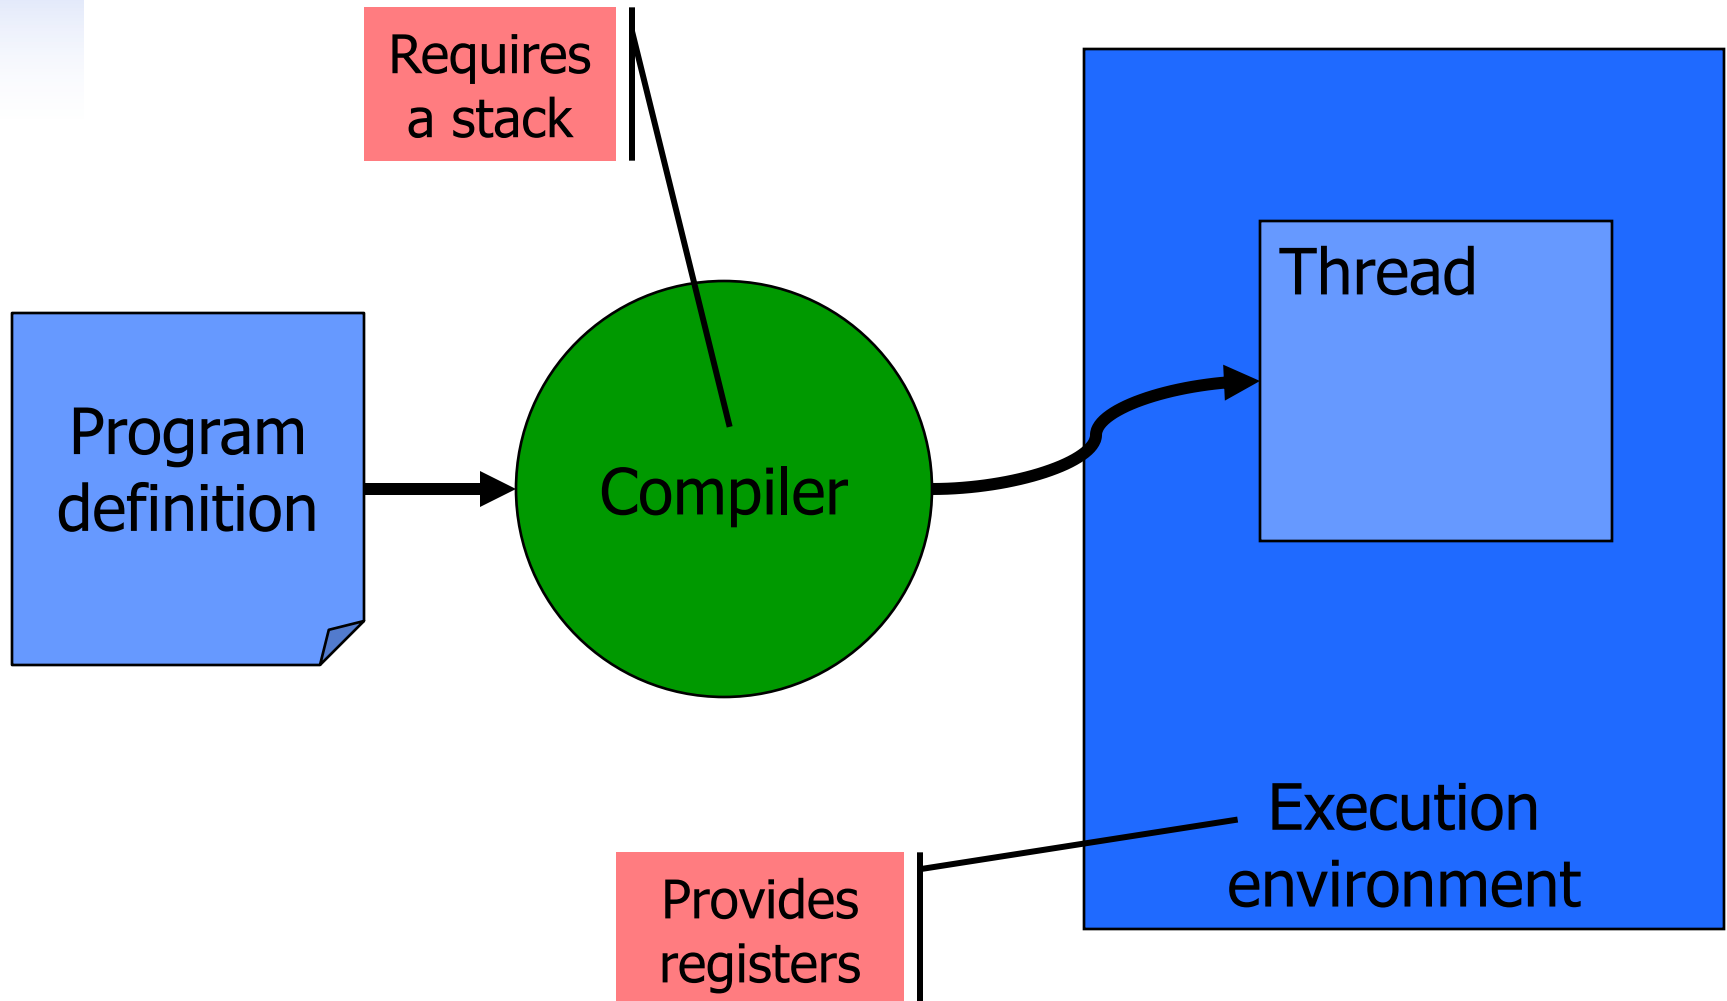 Requires
a stack
Thread
Program
definition
Compiler
Execution
environment
Provides
registers